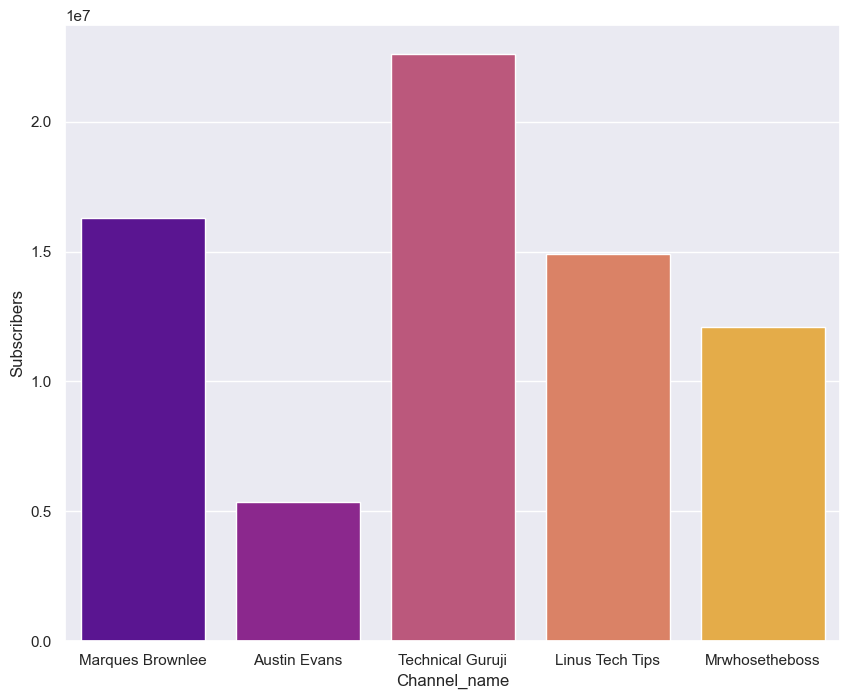 1e7
2.0
1.5
1.0
0.5
0.0
Subscribers
Marques Brownlee Austin Evans Technical Guruji Linus Tech Tips Mrwhosetheboss
Channel_name